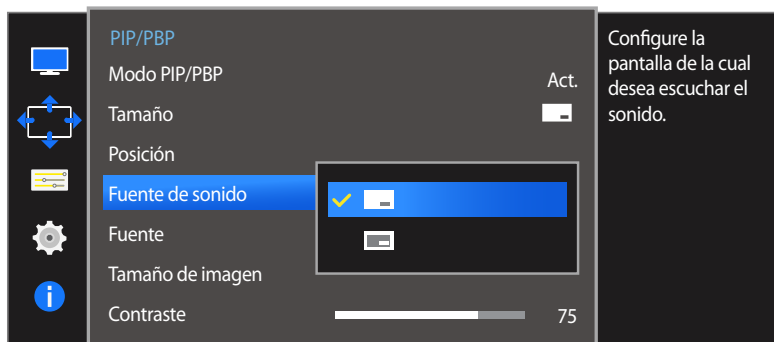 PIP/PBP
Modo PIP/PBP
Act.
Tamaño
Posición
Fuente de sonido
Fuente
Tamaño de imagen
Contraste
75
Configure la
pantalla de la cual
desea escuchar el
sonido.